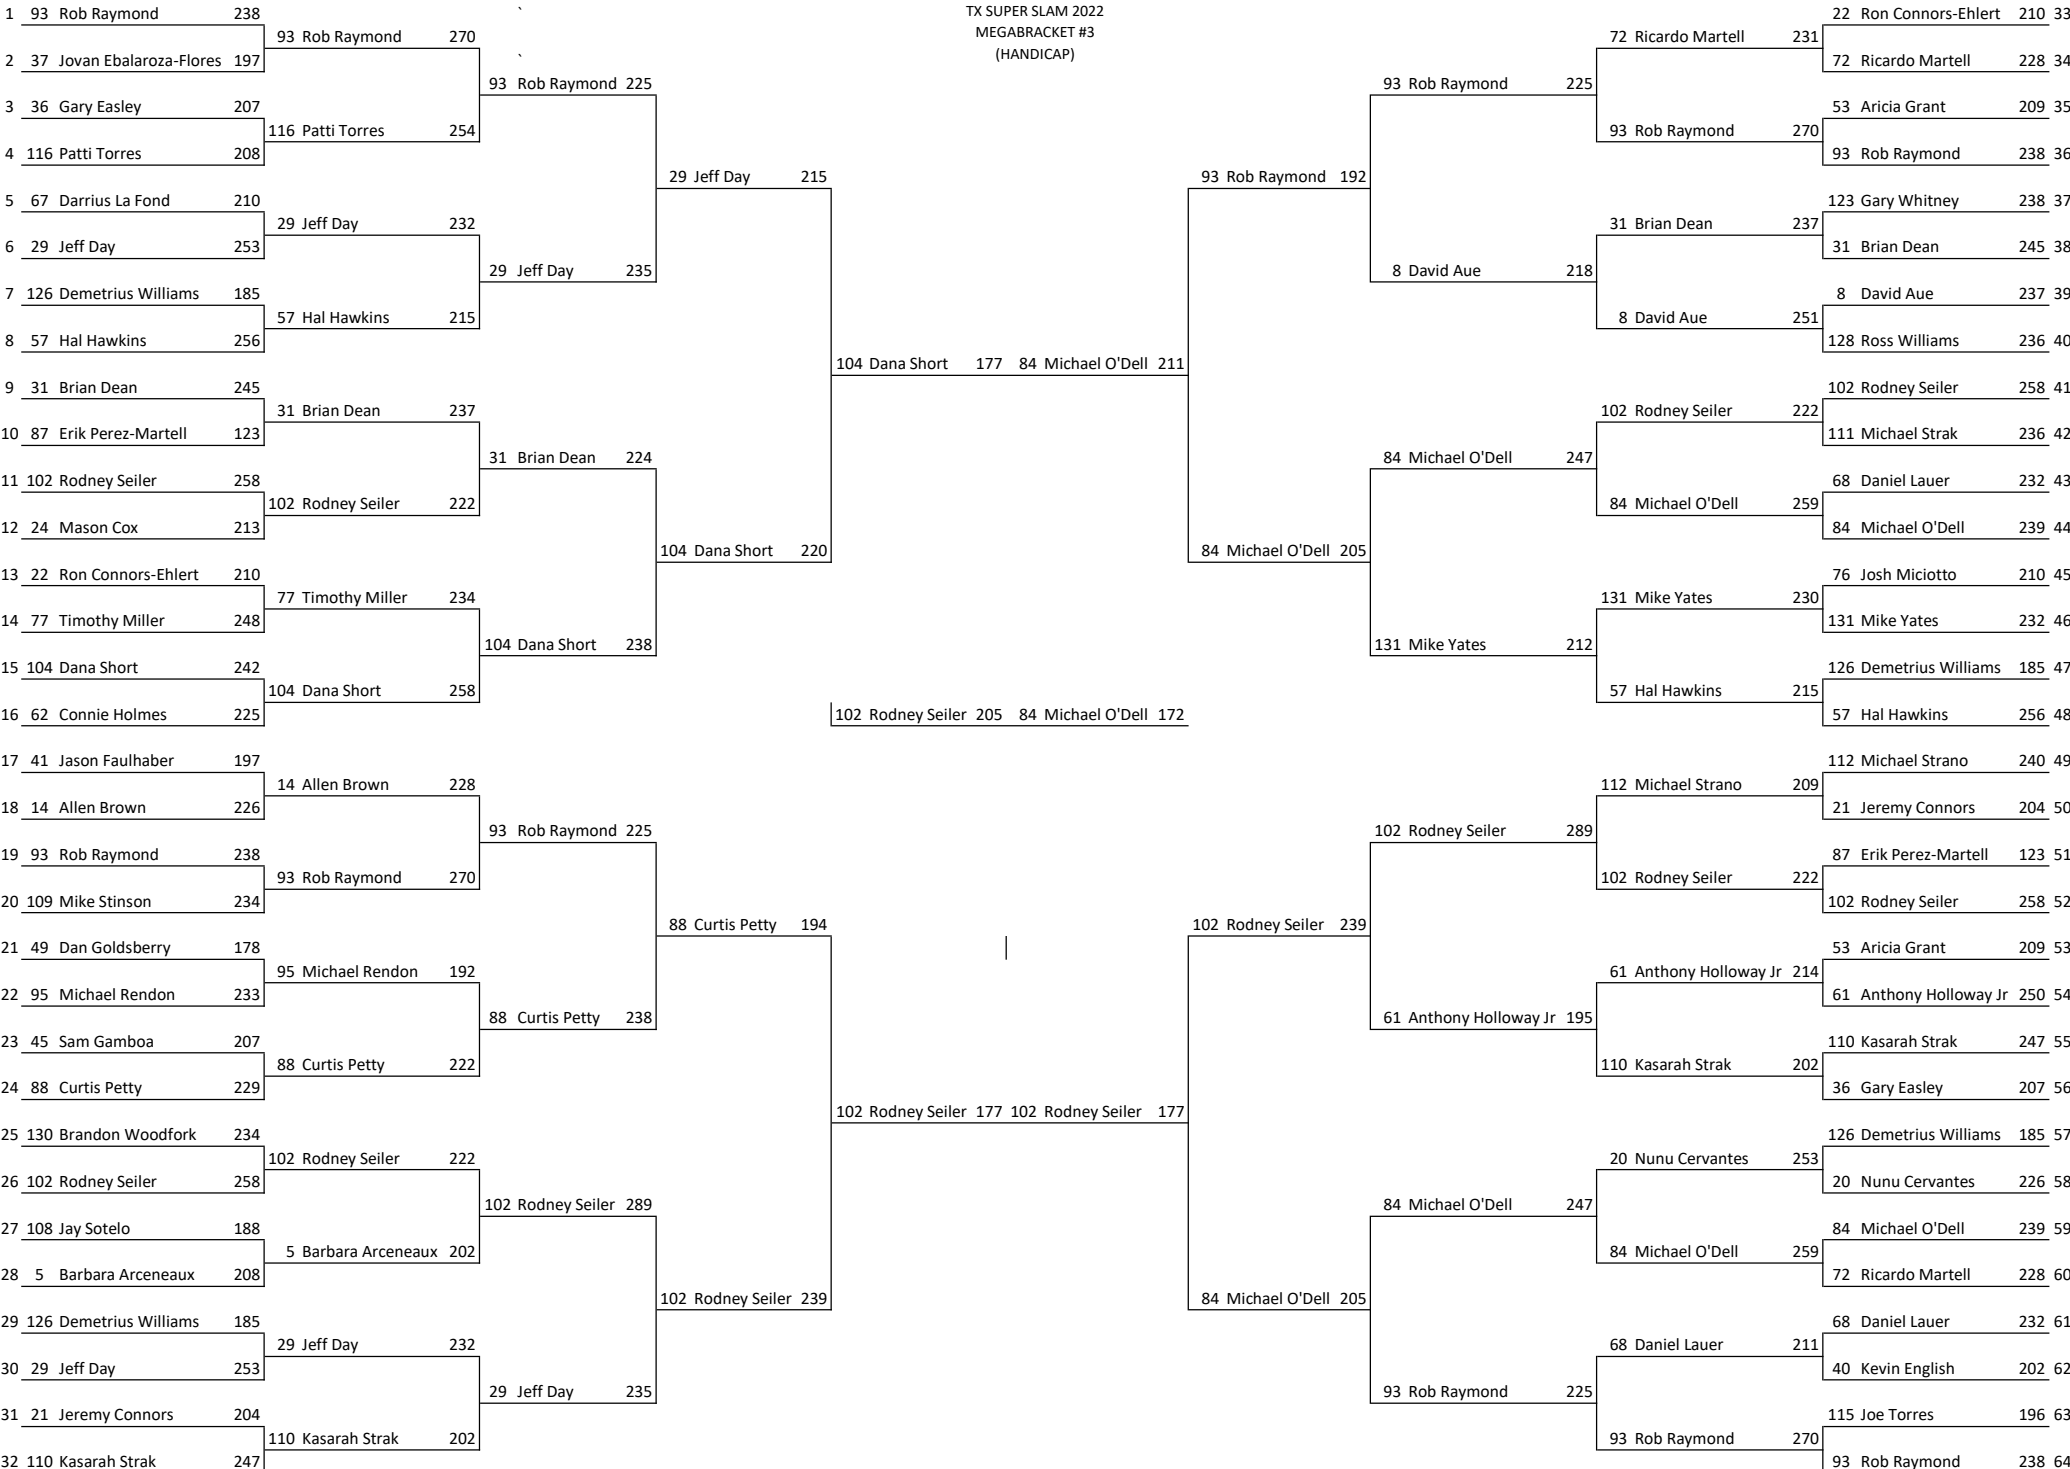 1 93 Rob Raymond 238 ` TX SUPER SLAM 2022 22 Ron Connors-Ehlert 210 33
93 Rob Raymond 270 MEGABRACKET #3 72 Ricardo Martell 231
2 37 Jovan Ebalaroza-Flores 197 ` (HANDICAP) 72 Ricardo Martell 228 34
93 Rob Raymond 225 93 Rob Raymond 225
3 36 Gary Easley 207 53 Aricia Grant 209 35
116 Patti Torres 254 93 Rob Raymond 270
4 116 Patti Torres 208 93 Rob Raymond 238 36
29 Jeff Day 215 93 Rob Raymond 192
5 67 Darrius La Fond 210 123 Gary Whitney 238 37
29 Jeff Day 232 31 Brian Dean 237
6 29 Jeff Day 253 31 Brian Dean 245 38
29 Jeff Day 235 8 David Aue 218
7 126 Demetrius Williams 185 8 David Aue 237 39
57 Hal Hawkins 215 8 David Aue 251
8 57 Hal Hawkins 256 128 Ross Williams 236 40
104 Dana Short 177 84 Michael O'Dell 211
9 31 Brian Dean 245 102 Rodney Seiler 258 41
31 Brian Dean 237 102 Rodney Seiler 222
10 87 Erik Perez-Martell 123 111 Michael Strak 236 42
31 Brian Dean 224 84 Michael O'Dell 247
11 102 Rodney Seiler 258 68 Daniel Lauer 232 43
102 Rodney Seiler 222 84 Michael O'Dell 259
12 24 Mason Cox 213 84 Michael O'Dell 239 44
104 Dana Short 220 84 Michael O'Dell 205
13 22 Ron Connors-Ehlert 210 76 Josh Miciotto 210 45
77 Timothy Miller 234 131 Mike Yates 230
14 77 Timothy Miller 248 131 Mike Yates 232 46
104 Dana Short 238 131 Mike Yates 212
15 104 Dana Short 242 126 Demetrius Williams 185 47
104 Dana Short 258 57 Hal Hawkins 215
16 62 Connie Holmes 225 102 Rodney Seiler 205 84 Michael O'Dell 172 57 Hal Hawkins 256 48
17 41 Jason Faulhaber 197 112 Michael Strano 240 49
14 Allen Brown 228 112 Michael Strano 209
18 14 Allen Brown 226 21 Jeremy Connors 204 50
93 Rob Raymond 225 102 Rodney Seiler 289
19 93 Rob Raymond 238 87 Erik Perez-Martell 123 51
93 Rob Raymond 270 102 Rodney Seiler 222
20 109 Mike Stinson 234 102 Rodney Seiler 258 52
88 Curtis Petty 194 102 Rodney Seiler 239
21 49 Dan Goldsberry 178 53 Aricia Grant 209 53
95 Michael Rendon 192 61 Anthony Holloway Jr 214
22 95 Michael Rendon 233 61 Anthony Holloway Jr 250 54
88 Curtis Petty 238 61 Anthony Holloway Jr 195
23 45 Sam Gamboa 207 110 Kasarah Strak 247 55
88 Curtis Petty 222 110 Kasarah Strak 202
24 88 Curtis Petty 229 36 Gary Easley 207 56
102 Rodney Seiler 177 102 Rodney Seiler 177
25 130 Brandon Woodfork 234 126 Demetrius Williams 185 57
102 Rodney Seiler 222 20 Nunu Cervantes 253
26 102 Rodney Seiler 258 20 Nunu Cervantes 226 58
102 Rodney Seiler 289 84 Michael O'Dell 247
27 108 Jay Sotelo 188 84 Michael O'Dell 239 59
5 Barbara Arceneaux 202 84 Michael O'Dell 259
28 5 Barbara Arceneaux 208 72 Ricardo Martell 228 60
102 Rodney Seiler 239 84 Michael O'Dell 205
29 126 Demetrius Williams 185 68 Daniel Lauer 232 61
29 Jeff Day 232 68 Daniel Lauer 211
30 29 Jeff Day 253 40 Kevin English 202 62
29 Jeff Day 235 93 Rob Raymond 225
31 21 Jeremy Connors 204 115 Joe Torres 196 63
110 Kasarah Strak 202 93 Rob Raymond 270
32 110 Kasarah Strak 247 93 Rob Raymond 238 64